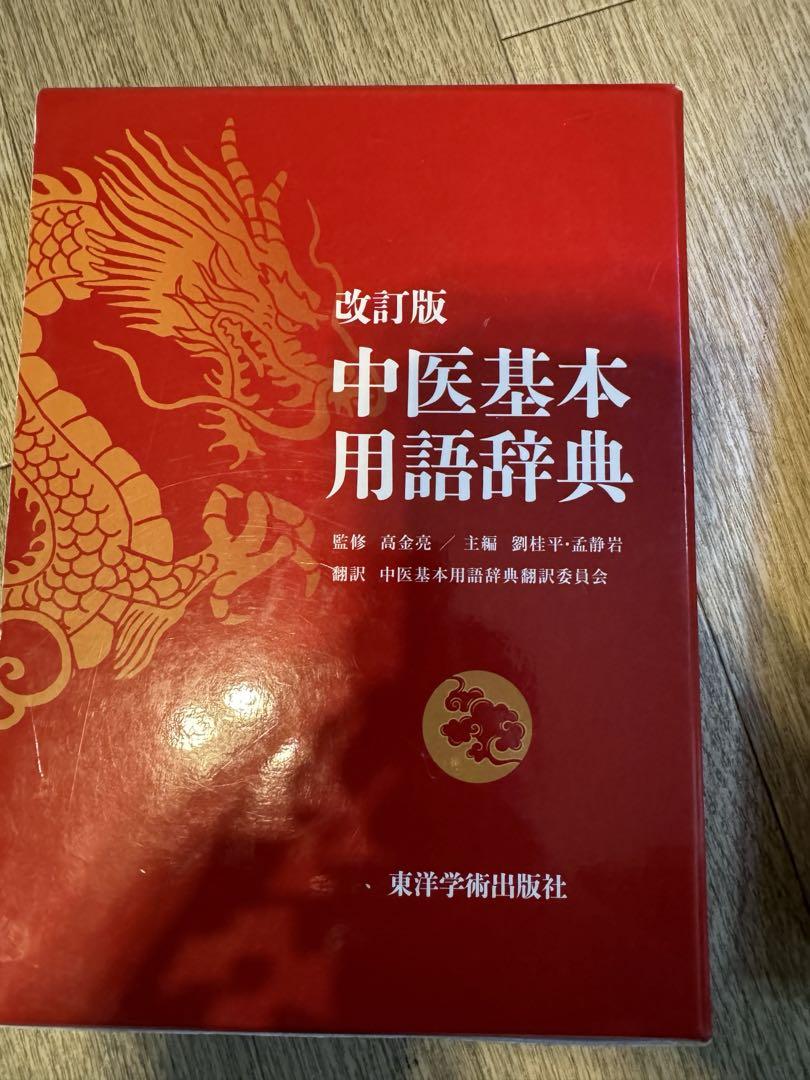 改訂版
中医基本
用語辞典
監修 高金亮／主編 劉桂平・孟静岩
翻訳 中医基本用語辞典翻訳委員会
東洋学術出版社